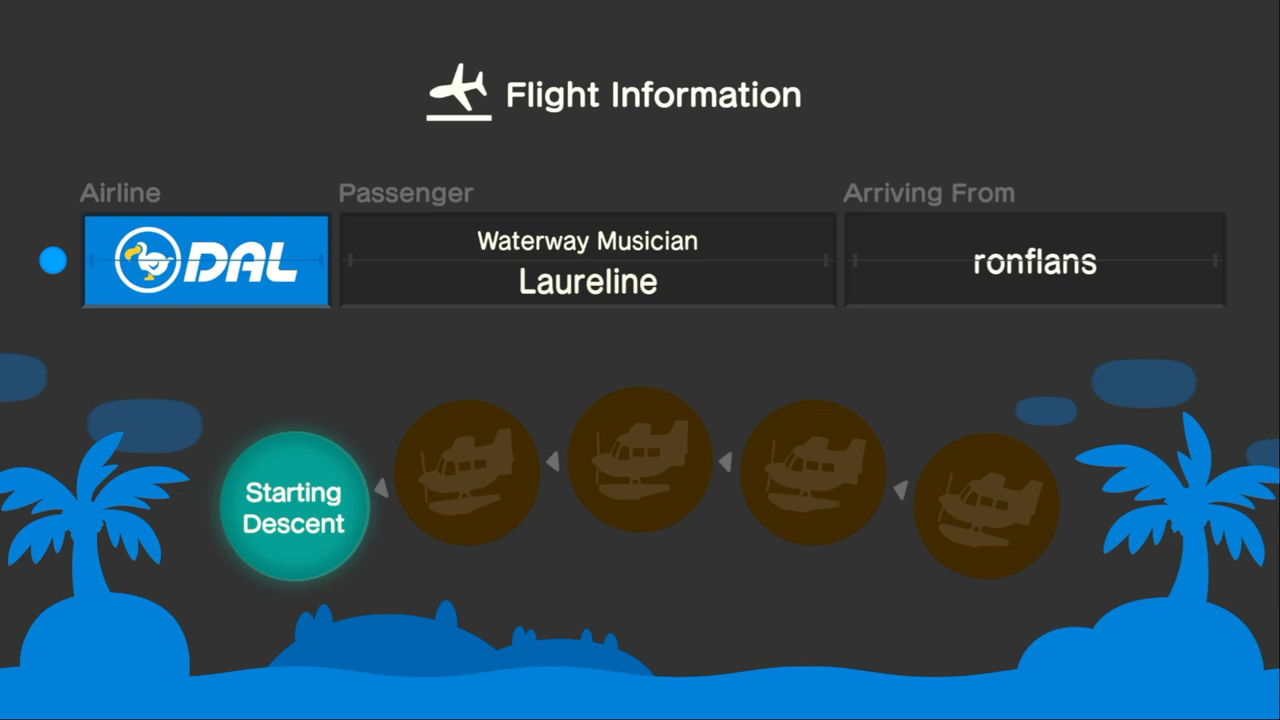 Flight Information
Airline
Passenger
Arriving From
DAL
Waterway Musician
Laureline
ronflans
Starting
Descent